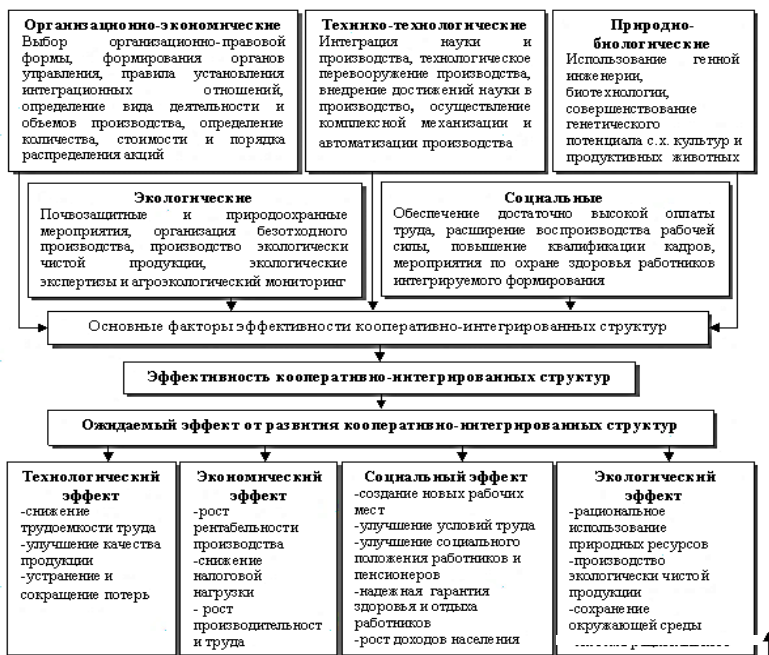 Организационно-экономические
Выбор организационно-правовой
формы, формирования органов
управления, правила установления
интеграционных отношений,
определение вида деятельности и
объемов производства, определение
количества, стоимости и порядка
распределения акций
Технико-технологические
Интеграция науки и
производства, технологическое
перевооружение производства,
внедрение достижений науки в
производство, осуществление
комплексной механизации и
автоматизации производства
Природно-
биологические
Использование генной
инженерии,
биотехнологии,
совершенствование
генетического
потенциала с.х. культур и
продуктивных животных
Экологические
Почвозащитные и природоохранные
мероприятия, организация безотходного
производства, производство экологически
чистой продукции, экологические
экспертизы и агроэкологический мониторинг
Социальные
Обеспечение достаточно высокой оплаты
труда, расширение воспроизводства рабочей
силы, повышение квалификации кадров,
мероприятия по охране здоровья работников
интегрируемого формирования
Основные факторы эффективности кооперативно-интегрированных структур
Эффективность кооперативно-интегрированных структур
Ожидаемый эффект от развития кооперативно-интегрированных структур
Технологический
эффект
-снижение
трудоемкости труда
-улучшение качества
продукции
-устранение и
сокращение потерь
Экономический
эффект
-рост
рентабельности
производства
-снижение
налоговой
нагрузки
- рост
производительност
и труда
Социальный эффект
-создание новых рабочих
мест
-улучшение условий труда
-улучшение социального
положения работников и
пенсионеров
-надежная гарантия
здоровья и отдыха
работников
-рост доходов населения
Экологический
эффект
-рациональное
использование
природных ресурсов
-производство
экологически чистой
продукции
-сохранение
окружающей среды